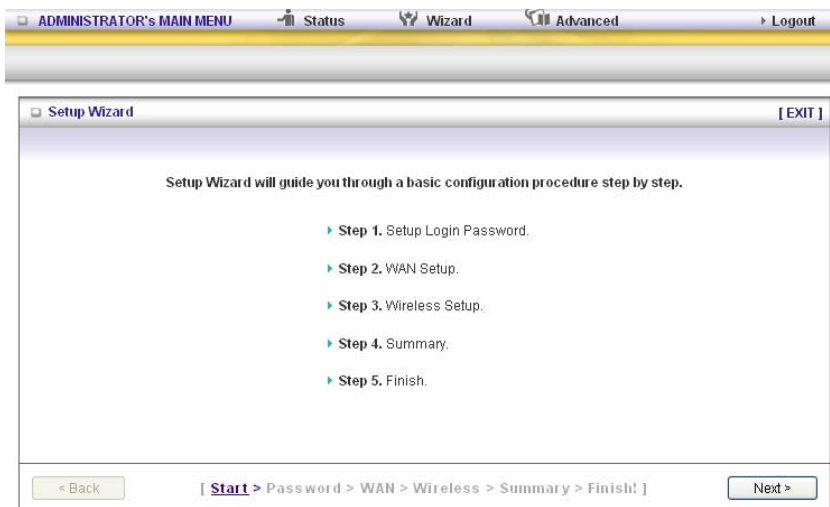 ADMINISTRATOR's MAIN MENU Status Wizard Advanced Logout
Setup Wizard [ EXIT ]
Setup Wizard will guide you through a basic configuration procedure step by step.
Step 1. Setup Login Password.
Step 2. WAN Setup.
Step 3. Wireless Setup.
Step 4. Summary.
Step 5. Finish.
< Back [ Start > Password > WAN > Wireless > Summary > Finish! ] Next >